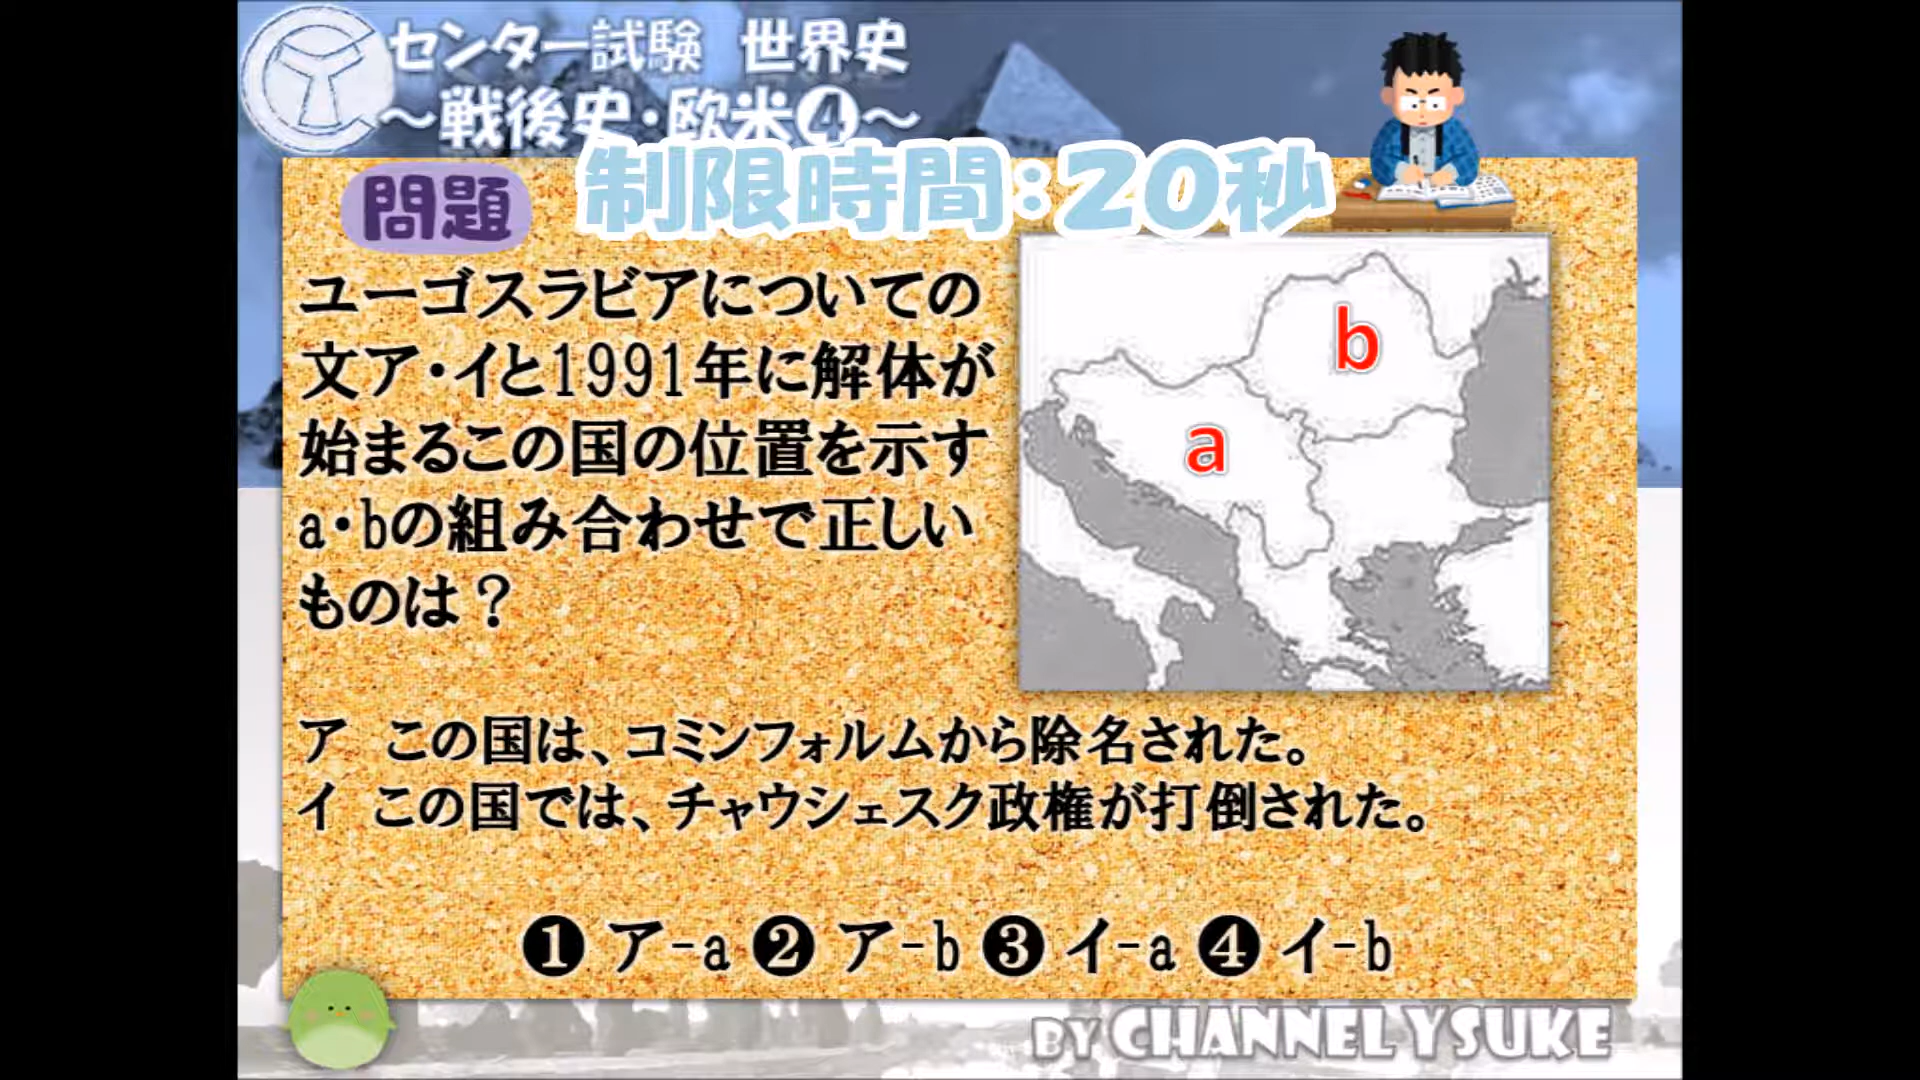 センター試験 世界史
～戦後史・欧米❹～
制限時間：20秒
問題
ユーゴスラビアについての
文ア・イと1991年に解体が
始まるこの国の位置を示す
a・bの組み合わせで正しい
ものは？
a
b
ア この国は、コミンフォルムから除名された。
イ この国では、チャウシェスク政権が打倒された。
❶ ア-a ❷ ア-b ❸ イ-a ❹ イ-b
BY CHANNEL YSUKE